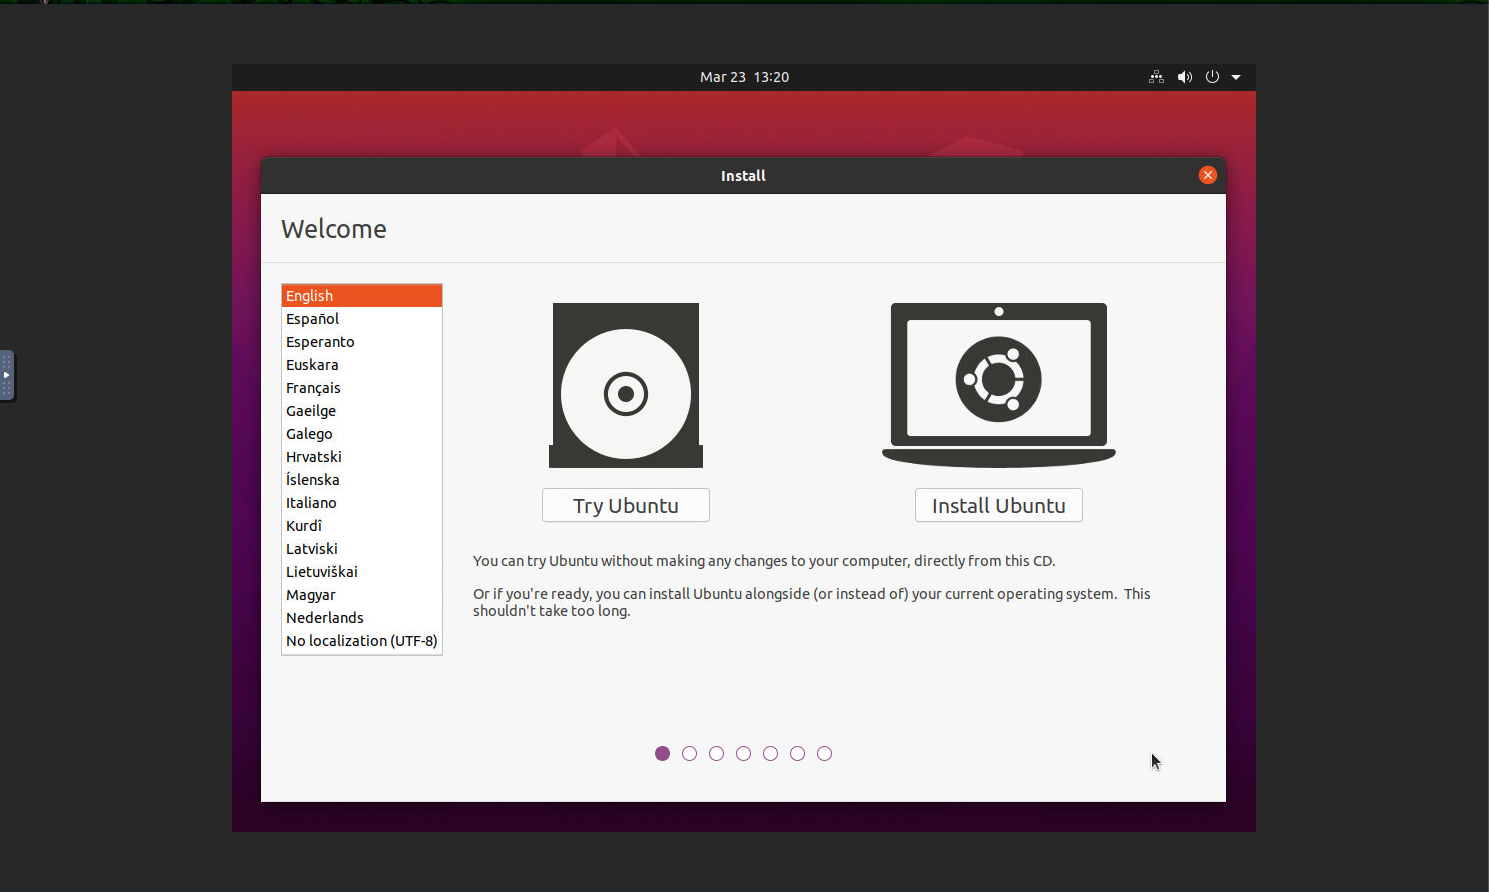 Mar 23 13:20
Install
Welcome
English
Español
Esperanto
Euskara
Français
Gaeilge
Galego
Hrvatski
Íslenska
Italiano
Kurdî
Latviski
Lietuviškai
Magyar
Nederlands
No localization (UTF-8)
Try Ubuntu
Install Ubuntu
You can try Ubuntu without making any changes to your computer, directly from this CD.
Or if you're ready, you can install Ubuntu alongside (or instead of) your current operating system. This
shouldn't take too long.